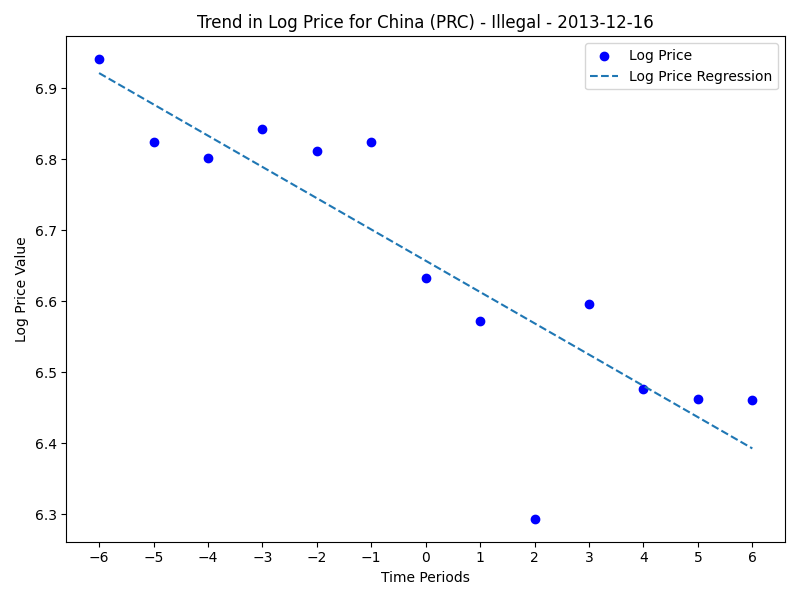 Trend in Log Price for China (PRC) - Illegal - 2013-12-16
Log Price
Log Price Regression
Log Price Value
6.9
6.8
6.7
6.6
6.5
6.4
6.3
−6 −5 −4 −3 −2 −1 0 1 2 3 4 5 6
Time Periods